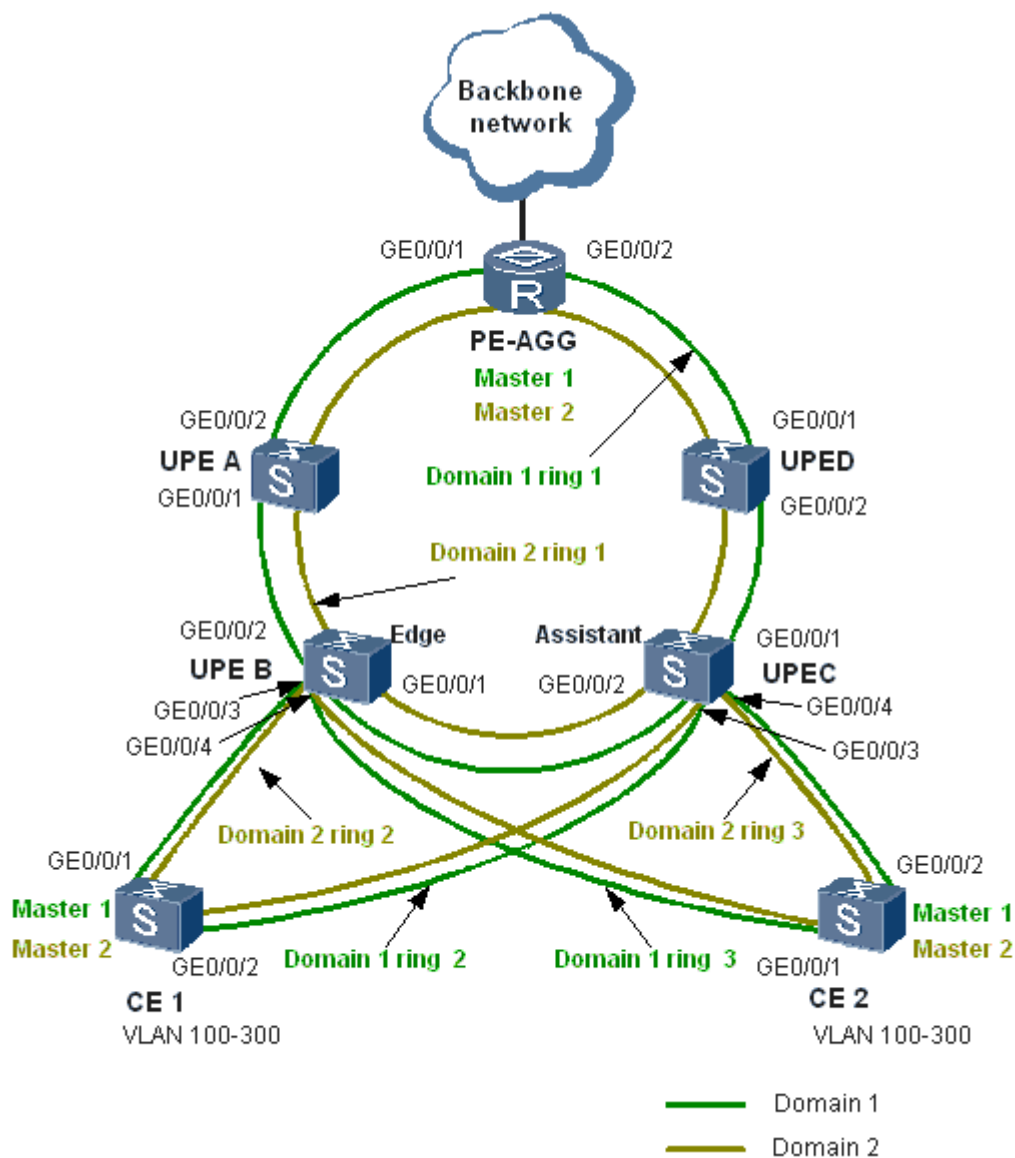 Backbone
network
GE0/0/1
GE0/0/2
R
PE-AGG
Master 1
Master 2
GE0/0/2
GE0/0/1
UPE A
S
S
UPED
GE0/0/1
GE0/0/2
Domain 1 ring 1
Domain 2 ring 1
GE0/0/2
Edge
Assistant
GE0/0/1
UPE B
S
GE0/0/1
GE0/0/2
S
UPEC
GE0/0/3
GE0/0/4
GE0/0/4
GE0/0/3
Domain 2 ring 2
Domain 2 ring 3
GE0/0/1
GE0/0/2
Master 1
S
S
Master 1
Master 2
Master 2
GE0/0/2
Domain 1 ring 2
Domain 1 ring 3
GE0/0/1
CE 1
CE 2
VLAN 100-300
VLAN 100-300
Domain 1
Domain 2